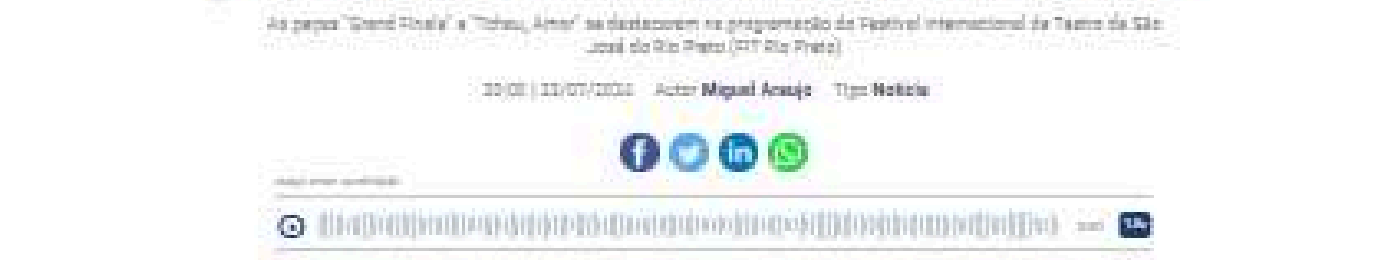 As peças "Grand Finale" e "Tchau, Amor" se destacaram na programação do Festival Internacional de Teatro de São
José do Rio Preto (FIT Rio Preto)
Autor Miguel Araujo Tipo Notícia